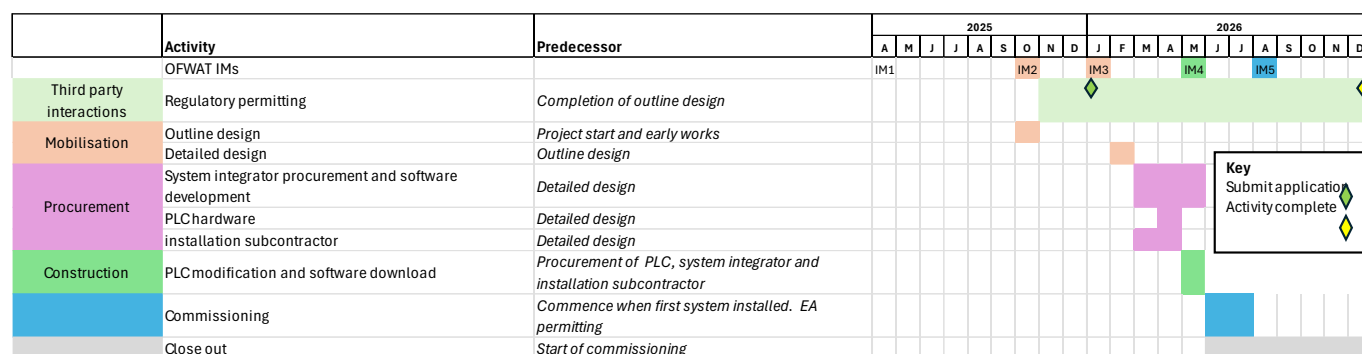 2025 2026
Activity Predecessor A M J J A S O N D J F M A M J J A S O N D
OFWAT IMs IM1 IM2 IM3 IM4 IM5
Third party
interactions
Regulatory permitting Completion of outline design
Mobilisation
Outline design Project start and early works
Detailed design Outline design
Procurement
System integrator procurement and software
development
Detailed design
PLC hardware Detailed design
installation subcontractor Detailed design
Key
Submit application
Activity complete
Construction
PLC modification and software download
Procurement of PLC, system integrator and
installation subcontractor
Commissioning
Commence when first system installed. EA
permitting
Close out Start of commissioning